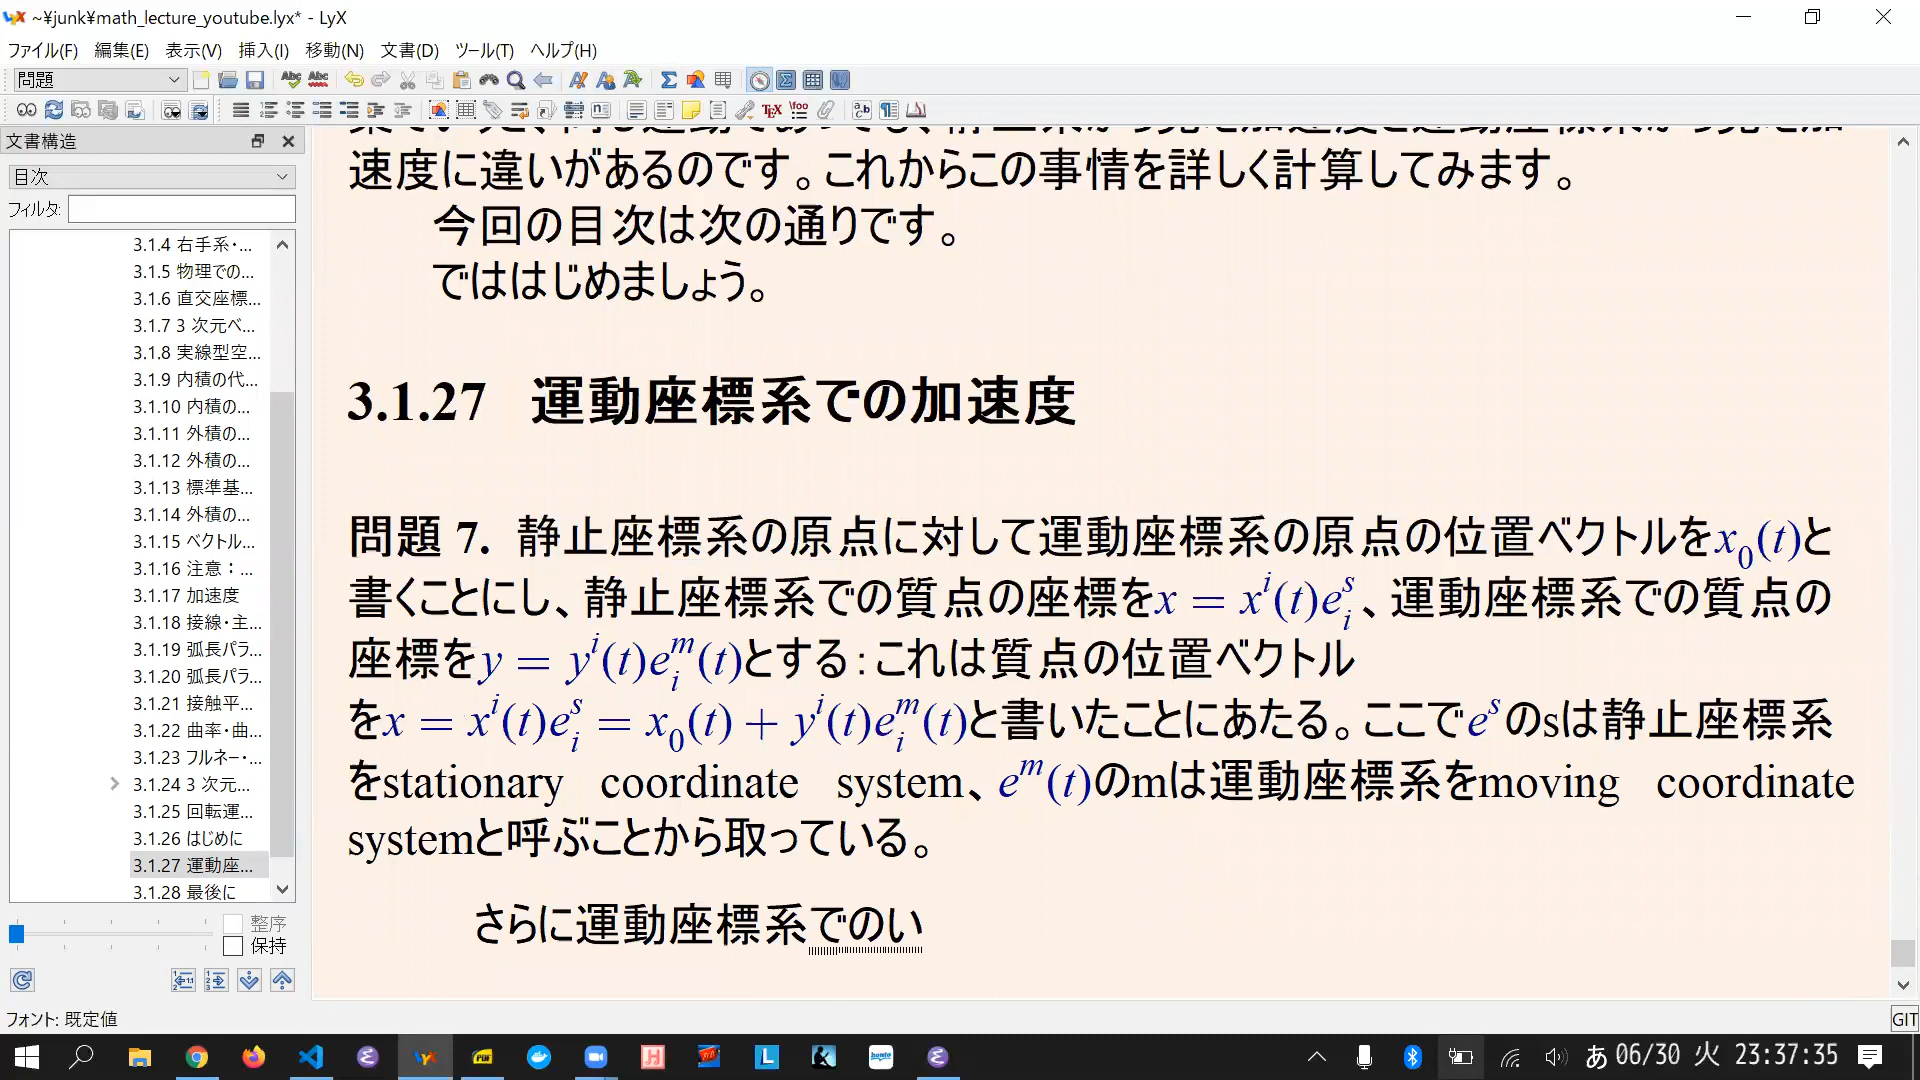 ~¥junk¥math_lecture_youtube.lyx* - LyX
ファイル(F) 編集(E) 表示(V) 挿入(I) 移動(N) 文書(D) ツール(T) ヘルプ(H)
問題
文書構造
目次
フィルタ:
3.1.4 右手系・...
3.1.5 物理での...
3.1.6 直交座標...
3.1.7 3 次元ベ...
3.1.8 実線型空...
3.1.9 内積の代...
3.1.10 内積の...
3.1.11 外積の...
3.1.12 外積の...
3.1.13 標準基...
3.1.14 外積の...
3.1.15 ベクトル...
3.1.16 注意：...
3.1.17 加速度
3.1.18 接線・主...
3.1.19 弧長パラ...
3.1.20 弧長パラ...
3.1.21 接触平...
3.1.22 曲率・曲...
3.1.23 フルネー・...
3.1.24 3 次元...
3.1.25 回転運...
3.1.26 はじめに
3.1.27 運動座...
3.1.28 最後に
整序
保持
速度に違いがあるのです。これからこの事情を詳しく計算してみます。
今回の目次は次の通りです。
でははじめましょう。
3.1.27 運動座標系での加速度
問題 7. 静止座標系の原点に対して運動座標系の原点の位置ベクトルをx_0(t)と
書くことにし、静止座標系での質点の座標をx = x^i(t)e_i^s、運動座標系での質点の
座標をy = y^i(t)e_i^m(t)とする：これは質点の位置ベクトル
をx = x^i(t)e_i^s = x_0(t) + y^i(t)e_i^m(t)と書いたことにあたる。ここでe^sのsは静止座標系
をstationary coordinate system、e^m(t)のmは運動座標系をmoving coordinate
systemと呼ぶことから取っている。
さらに運動座標系でのい
フォント: 既定値
GIT
あ 06/30 火 23:37:35